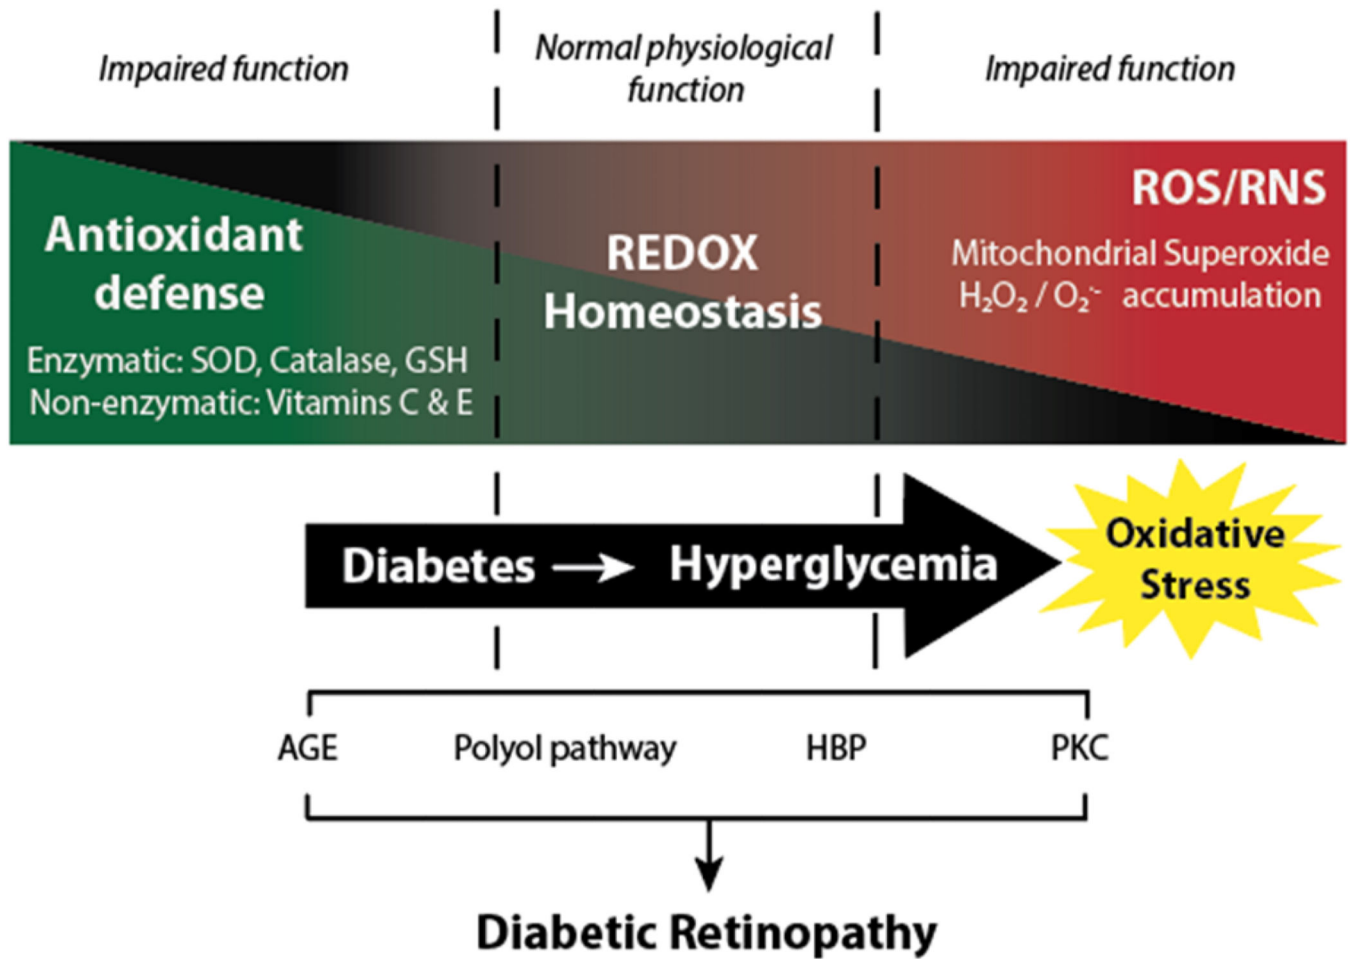 Impaired function
Normal physiological
function
Impaired function
Antioxidant
defense
Enzymatic: SOD, Catalase, GSH
Non-enzymatic: Vitamins C & E
REDOX
Homeostasis
ROS/RNS
Mitochondrial Superoxide
H₂O₂ / O₂·⁻ accumulation
Diabetes → Hyperglycemia
Oxidative
Stress
AGE
Polyol pathway
HBP
PKC
Diabetic Retinopathy